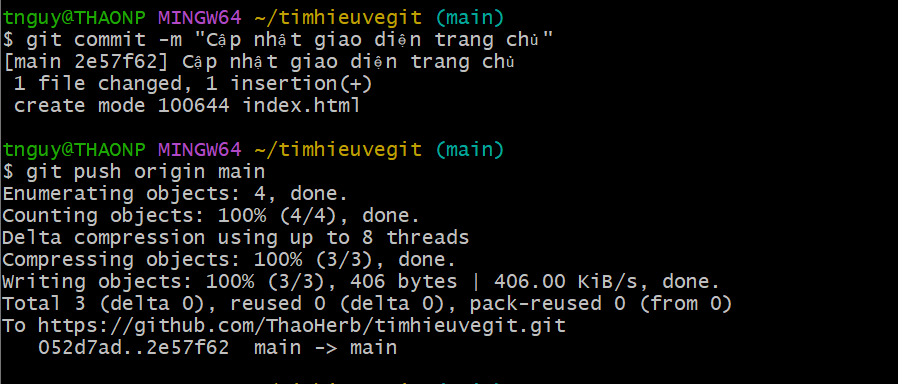 tnguy@THAONP MINGW64 ~/timhieuvegit (main)
$ git commit -m "Cập nhật giao diện trang chủ"
[main 2e57f62] Cập nhật giao diện trang chủ
 1 file changed, 1 insertion(+)
 create mode 100644 index.html

tnguy@THAONP MINGW64 ~/timhieuvegit (main)
$ git push origin main
Enumerating objects: 4, done.
Counting objects: 100% (4/4), done.
Delta compression using up to 8 threads
Compressing objects: 100% (3/3), done.
Writing objects: 100% (3/3), 406 bytes | 406.00 KiB/s, done.
Total 3 (delta 0), reused 0 (delta 0), pack-reused 0 (from 0)
To https://github.com/ThaoHerb/timhieuvegit.git
   052d7ad..2e57f62  main -> main